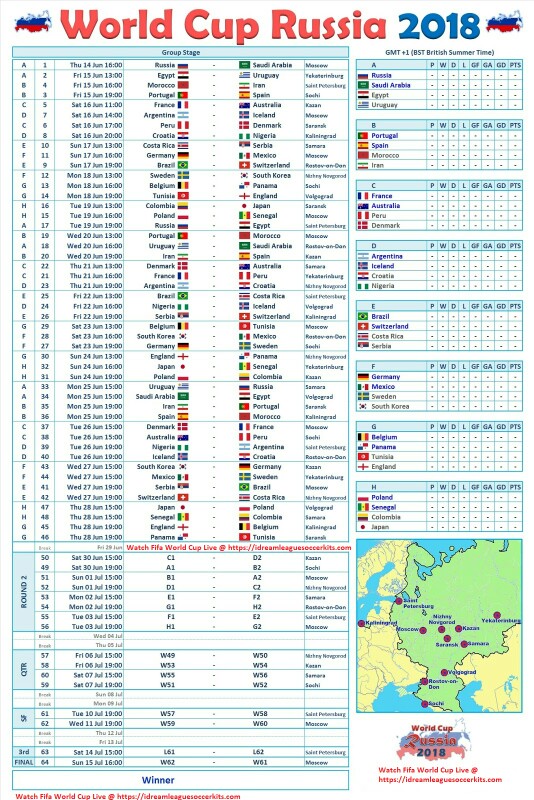 World Cup Russia 2018
Group Stage
A 1 Thu 14 Jun 16:00 Russia - Saudi Arabia Moscow
A 2 Fri 15 Jun 13:00 Egypt - Uruguay Yekaterinburg
B 4 Fri 15 Jun 16:00 Morocco - Iran Saint Petersburg
B 3 Fri 15 Jun 19:00 Portugal - Spain Sochi
C 5 Sat 16 Jun 11:00 France - Australia Kazan
D 7 Sat 16 Jun 14:00 Argentina - Iceland Moscow
C 6 Sat 16 Jun 17:00 Peru - Denmark Saransk
D 8 Sat 16 Jun 20:00 Croatia - Nigeria Kaliningrad
E 10 Sun 17 Jun 13:00 Costa Rica - Serbia Samara
F 11 Sun 17 Jun 16:00 Germany - Mexico Moscow
E 9 Sun 17 Jun 19:00 Brazil - Switzerland Rostov-on-Don
F 12 Mon 18 Jun 13:00 Sweden - South Korea Nizhny Novgorod
G 13 Mon 18 Jun 16:00 Belgium - Panama Sochi
G 14 Mon 18 Jun 19:00 Tunisia - England Volgograd
H 16 Tue 19 Jun 13:00 Colombia - Japan Saransk
H 15 Tue 19 Jun 16:00 Poland - Senegal Moscow
A 17 Tue 19 Jun 19:00 Russia - Egypt Saint Petersburg
B 19 Wed 20 Jun 13:00 Portugal - Morocco Moscow
A 18 Wed 20 Jun 16:00 Uruguay - Saudi Arabia Rostov-on-Don
B 20 Wed 20 Jun 19:00 Iran - Spain Kazan
C 22 Thu 21 Jun 13:00 Denmark - Australia Samara
C 21 Thu 21 Jun 16:00 France - Peru Yekaterinburg
D 23 Thu 21 Jun 19:00 Argentina - Croatia Nizhny Novgorod
E 25 Fri 22 Jun 13:00 Brazil - Costa Rica Saint Petersburg
D 24 Fri 22 Jun 16:00 Nigeria - Iceland Volgograd
E 26 Fri 22 Jun 19:00 Serbia - Switzerland Kaliningrad
G 29 Sat 23 Jun 13:00 Belgium - Tunisia Moscow
F 28 Sat 23 Jun 16:00 South Korea - Mexico Rostov-on-Don
F 27 Sat 23 Jun 19:00 Germany - Sweden Sochi
G 30 Sun 24 Jun 13:00 England - Panama Nizhny Novgorod
H 32 Sun 24 Jun 16:00 Japan - Senegal Yekaterinburg
H 31 Sun 24 Jun 19:00 Poland - Colombia Kazan
A 33 Mon 25 Jun 15:00 Uruguay - Russia Samara
A 34 Mon 25 Jun 15:00 Saudi Arabia - Egypt Volgograd
B 35 Mon 25 Jun 19:00 Iran - Portugal Saransk
B 36 Mon 25 Jun 19:00 Spain - Morocco Kaliningrad
C 37 Tue 26 Jun 15:00 Denmark - France Moscow
C 38 Tue 26 Jun 15:00 Australia - Peru Sochi
D 39 Tue 26 Jun 19:00 Nigeria - Argentina Saint Petersburg
D 40 Tue 26 Jun 19:00 Iceland - Croatia Rostov-on-Don
F 43 Wed 27 Jun 15:00 South Korea - Germany Kazan
F 44 Wed 27 Jun 15:00 Mexico - Sweden Yekaterinburg
E 41 Wed 27 Jun 19:00 Serbia - Brazil Moscow
E 42 Wed 27 Jun 19:00 Switzerland - Costa Rica Nizhny Novgorod
H 47 Thu 28 Jun 15:00 Japan - Poland Volgograd
H 48 Thu 28 Jun 15:00 Senegal - Colombia Samara
G 45 Thu 28 Jun 19:00 England - Belgium Kaliningrad
G 46 Thu 28 Jun 19:00 Panama - Tunisia Saransk
Break Fri 29 Jun Watch Fifa World Cup Live @ https://idreamleaguesoccerkits.com
ROUND 2
50 Sat 30 Jun 15:00 C1 - D2 Kazan
49 Sat 30 Jun 19:00 A1 - B2 Sochi
51 Sun 01 Jul 15:00 B1 - A2 Moscow
52 Sun 01 Jul 19:00 D1 - C2 Nizhny Novgorod
53 Mon 02 Jul 15:00 E1 - F2 Samara
54 Mon 02 Jul 19:00 G1 - H2 Rostov-on-Don
55 Tue 03 Jul 15:00 F1 - E2 Saint Petersburg
56 Tue 03 Jul 19:00 H1 - G2 Moscow
Break Wed 04 Jul
Break Thu 05 Jul
QTR
57 Fri 06 Jul 15:00 W49 - W50 Nizhny Novgorod
58 Fri 06 Jul 19:00 W53 - W54 Kazan
60 Sat 07 Jul 15:00 W55 - W56 Samara
59 Sat 07 Jul 19:00 W51 - W52 Sochi
Break Sun 08 Jul
Break Mon 09 Jul
SF
61 Tue 10 Jul 19:00 W57 - W58 Saint Petersburg
62 Wed 11 Jul 19:00 W59 - W60 Moscow
Break Thu 12 Jul
Break Fri 13 Jul
3rd 63 Sat 14 Jul 15:00 L61 - L62 Saint Petersburg
FINAL 64 Sun 15 Jul 16:00 W62 - W61 Moscow
Winner
Watch Fifa World Cup Live @ https://idreamleaguesoccerkits.com
GMT +1 (BST British Summer Time)
A P W D L GF GA GD PTS
Russia - - - - - - - -
Saudi Arabia - - - - - - - -
Egypt - - - - - - - -
Uruguay - - - - - - - -
B P W D L GF GA GD PTS
Portugal - - - - - - - -
Spain - - - - - - - -
Morocco - - - - - - - -
Iran - - - - - - - -
C P W D L GF GA GD PTS
France - - - - - - - -
Australia - - - - - - - -
Peru - - - - - - - -
Denmark - - - - - - - -
D P W D L GF GA GD PTS
Argentina - - - - - - - -
Iceland - - - - - - - -
Croatia - - - - - - - -
Nigeria - - - - - - - -
E P W D L GF GA GD PTS
Brazil - - - - - - - -
Switzerland - - - - - - - -
Costa Rica - - - - - - - -
Serbia - - - - - - - -
F P W D L GF GA GD PTS
Germany - - - - - - - -
Mexico - - - - - - - -
Sweden - - - - - - - -
South Korea - - - - - - - -
G P W D L GF GA GD PTS
Belgium - - - - - - - -
Panama - - - - - - - -
Tunisia - - - - - - - -
England - - - - - - - -
H P W D L GF GA GD PTS
Poland - - - - - - - -
Senegal - - - - - - - -
Colombia - - - - - - - -
Japan - - - - - - - -
Saint
Petersburg
Kaliningrad
Moscow
Nizhny
Novgorod
Kazan
Yekaterinburg
Saransk
Samara
Volgograd
Rostov-on-
Don
Sochi
World Cup
Russia
2018
Watch Fifa World Cup Live @
https://idreamleaguesoccerkits.com